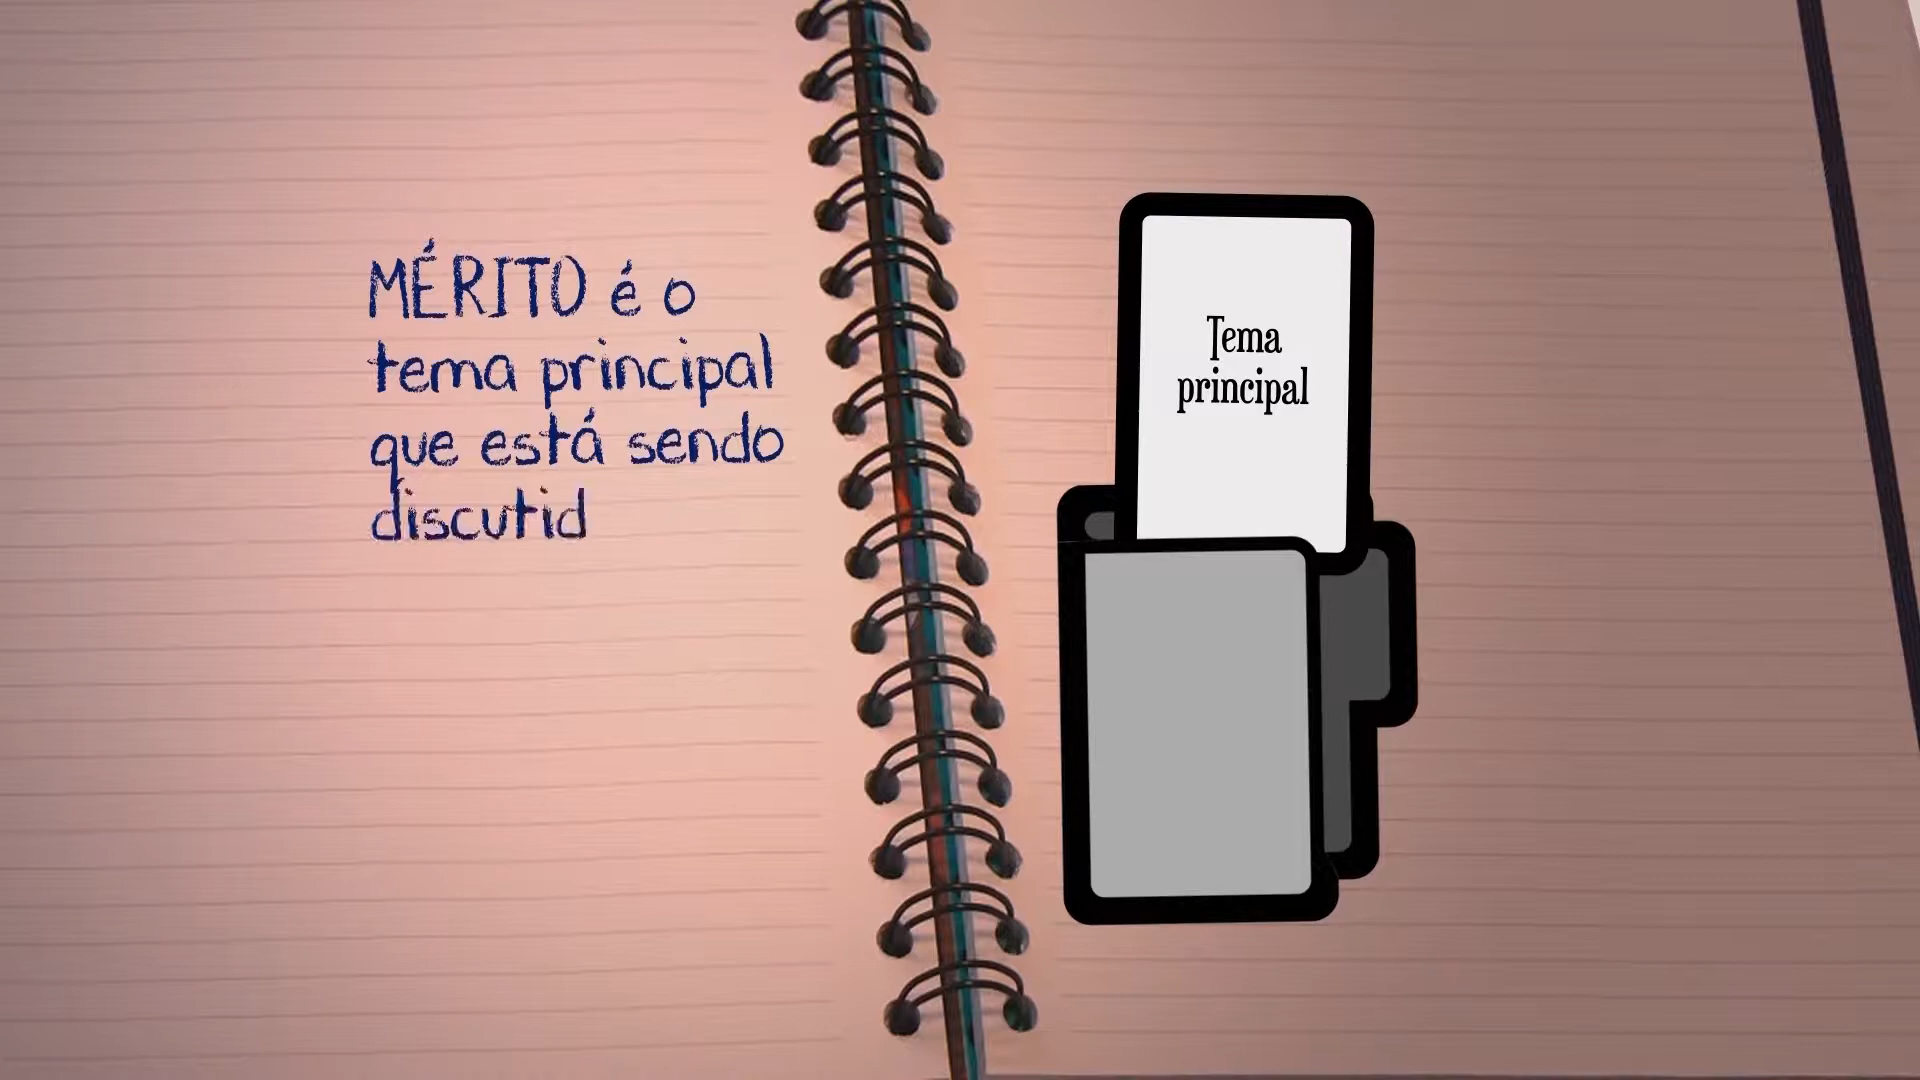 MÉRITO é o
tema principal
que está sendo
discutid
Tema
principal